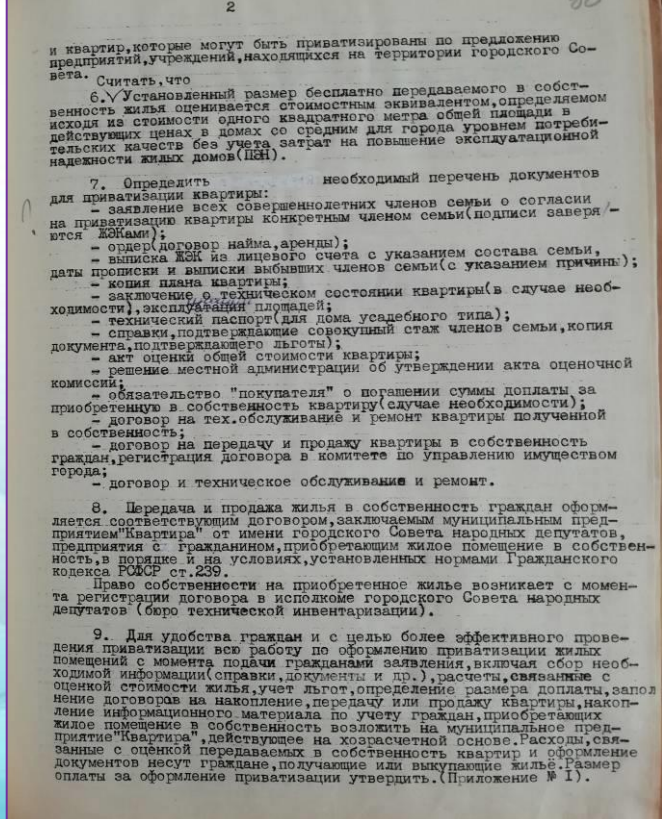 2
и квартир,которые могут быть приватизированы по предложению
предприятий,учреждений,находящихся на территории городского Со-
вета.
Считать,что
6.√ Установленный размер бесплатно передаваемого в собст-
венность жилья оценивается стоимостным эквивалентом,определяемом
исходя из стоимости одного квадратного метра общей площади в
действующих ценах в домах со средним для города уровнем потреби-
тельских качеств без учета затрат на повышение эксплуатационной
надежности жилых домов(ПЭН).
7. Определить необходимый перечень документов
для приватизации квартиры:
- заявление всех совершеннолетних членов семьи о согласии
на приватизацию квартиры конкретным членом семьи(подписи заверя-
ются ЖЭКами);
- ордер(договор найма,аренды);
- выписка ЖЭК из лицевого счета с указанием состава семьи,
даты прописки и выписки выбывших членов семьи(с указанием причины);
- копия плана квартиры;
- заключение о техническом состоянии квартиры(в случае необ-
ходимости),эксплуатация площадей;
- технический паспорт(для дома усадебного типа);
- справки,подтверждающие совокупный стаж членов семьи,копия
документа,подтверждающего льготы);
- акт оценки общей стоимости квартиры;
- решение местной администрации об утверждении акта оценочной
комиссии;
- обязательство "покупателя" о погашении суммы доплаты за
приобретенную в собственность квартиру(случае необходимости);
- договор на тех.обслуживание и ремонт квартиры полученной
в собственность;
- договор на передачу и продажу квартиры в собственность
граждан,регистрация договора в комитете по управлению имуществом
города;
- договор и техническое обслуживание и ремонт.
8. Передача и продажа жилья в собственность граждан оформ-
ляется соответствующим договором,заключаемым муниципальным пред-
приятием"Квартира" от имени городского Совета народных депутатов,
предприятия с гражданином,приобретающим жилое помещение в собствен-
ность,в порядке и на условиях,установленных нормами Гражданского
кодекса РСФСР ст.239.
Право собственности на приобретенное жилье возникает с момен-
та регистрации договора в исполкоме городского Совета народных
депутатов (бюро технической инвентаризации).
9. Для удобства граждан и с целью более эффективного прове-
дения приватизации всю работу по оформлению приватизации жилых
помещений с момента подачи гражданами заявления,включая сбор необ-
ходимой информации(справки,документы и др.),расчеты,связанные с
оценкой стоимости жилья,учет льгот,определение размера доплаты,запол
нение договоров на накопление,передачу или продажу квартиры,накоп-
ление информационного материала по учету граждан,приобретающих
жилое помещение в собственность возложить на муниципальное пред-
приятие"Квартира",действующее на хозрасчетной основе.Расходы,свя-
занные с оценкой передаваемых в собственность квартир и оформление
документов несут граждане,получающие или выкупающие жильё.Размер
оплаты за оформление приватизации утвердить.(Приложение № I).